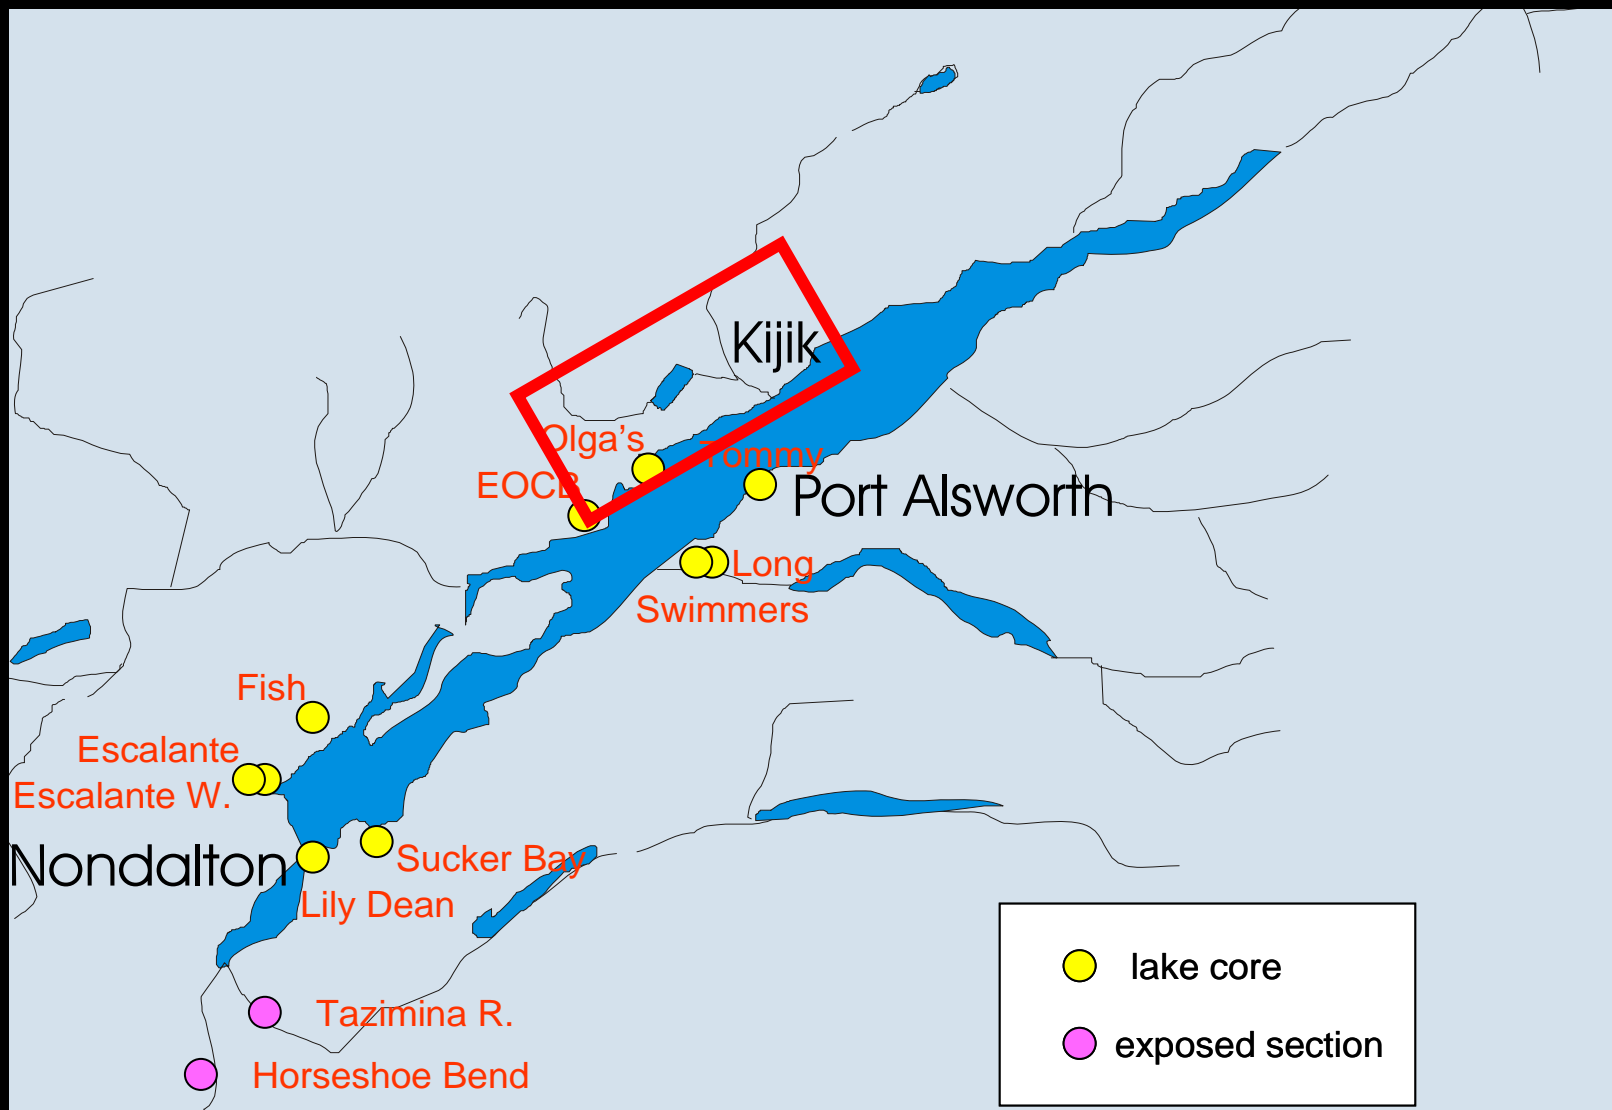 Kijik
Olga's
Tommy
EOCB
Port Alsworth
Long
Swimmers
Fish
Escalante
Escalante W.
Nondalton
Sucker Bay
Lily Dean
Tazimina R.
Horseshoe Bend
lake core
exposed section